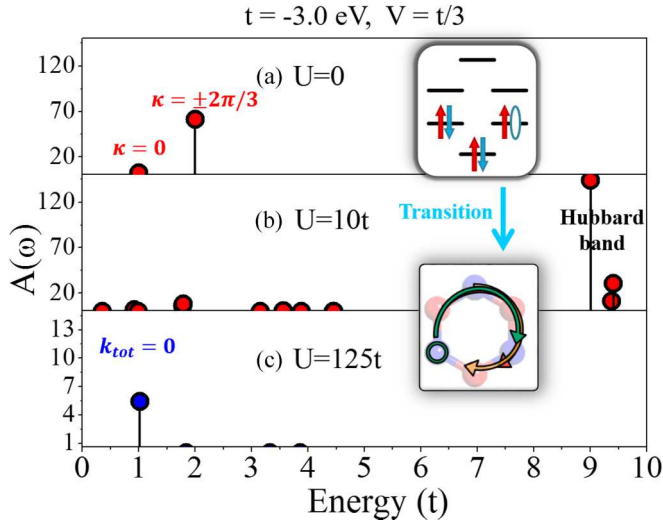 t = -3.0 eV, V = t/3
120
70
20
(a) U=0
κ = 0
κ = ±2π/3
120
70
20
(b) U=10t
Transition
Hubbard
band
A(ω)
13
10
7
4
1
(c) U=125t
k_tot = 0
0 1 2 3 4 5 6 7 8 9 10
Energy (t)